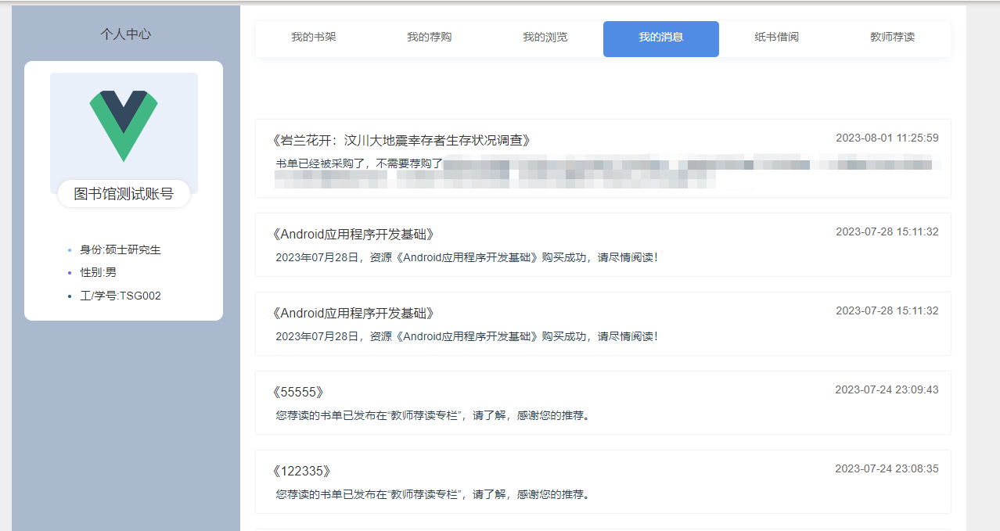 个人中心
图书馆测试账号
身份:硕士研究生
性别:男
工/学号:TSG002
我的书架
我的荐购
我的浏览
我的消息
纸书借阅
教师荐读
《岩兰花开：汶川大地震幸存者生存状况调查》
2023-08-01 11:25:59
书单已经被采购了，不需要荐购了
《Android应用程序开发基础》
2023-07-28 15:11:32
2023年07月28日，资源《Android应用程序开发基础》购买成功，请尽情阅读！
《Android应用程序开发基础》
2023-07-28 15:11:32
2023年07月28日，资源《Android应用程序开发基础》购买成功，请尽情阅读！
《55555》
2023-07-24 23:09:43
您荐读的书单已发布在“教师荐读专栏”，请了解，感谢您的推荐。
《122335》
2023-07-24 23:08:35
您荐读的书单已发布在“教师荐读专栏”，请了解，感谢您的推荐。